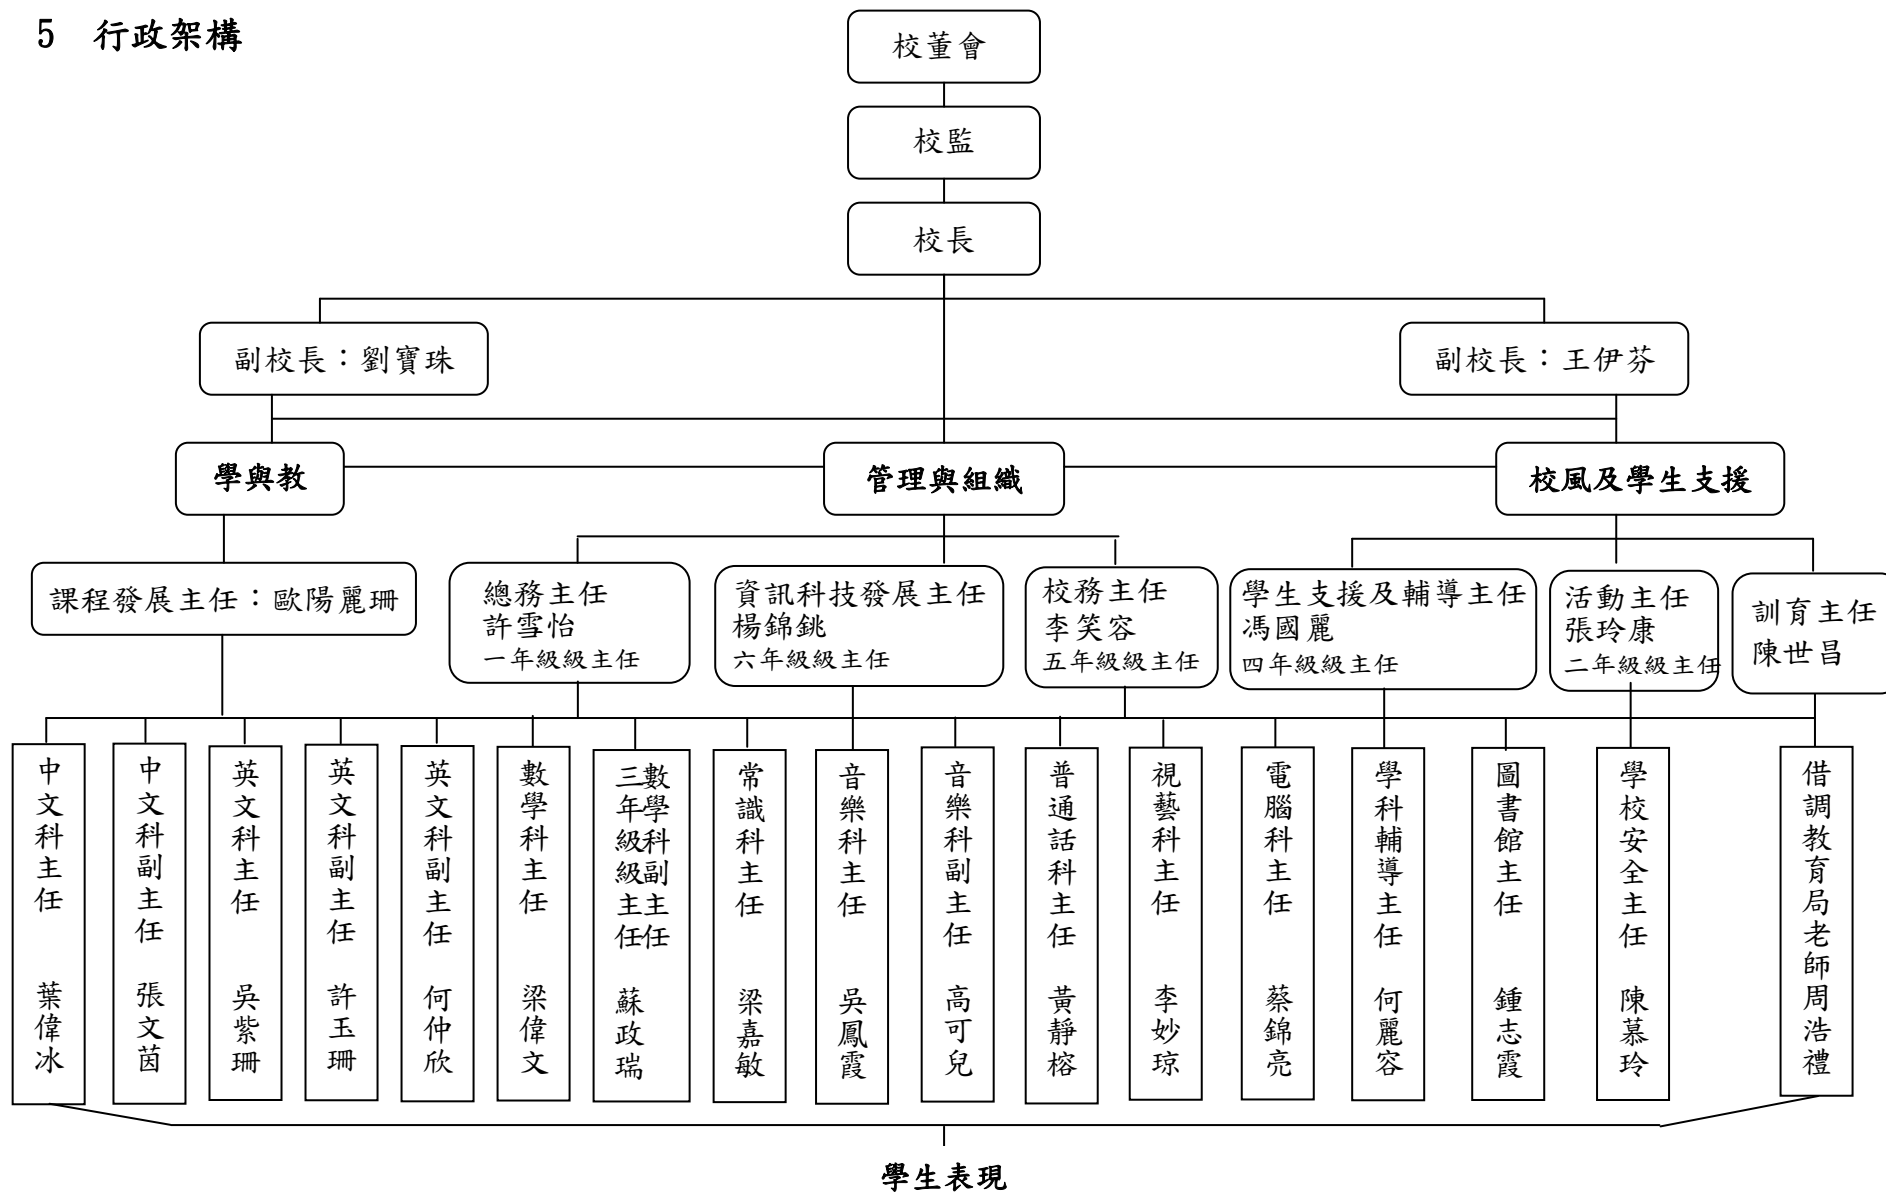 5 行政架構
校董會
校監
校長
副校長：劉寶珠
副校長：王伊芬
學與教
管理與組織
校風及學生支援
課程發展主任：歐陽麗珊
總務主任
許雪怡
一年級級主任
資訊科技發展主任
楊錦銚
六年級級主任
校務主任
李笑容
五年級級主任
學生支援及輔導主任
馮國麗
四年級級主任
活動主任
張玲康
二年級級主任
訓育主任
陳世昌
中文科主任 葉偉冰
中文科副主任 張文茵
英文科主任 吳紫珊
英文科副主任 許玉珊
英文科副主任 何仲欣
數學科主任 梁偉文
數學科副主任
三年級級主任 蘇政瑞
常識科主任 梁嘉敏
音樂科主任 吳鳳霞
音樂科副主任 高可兒
普通話科主任 黃靜榕
視藝科主任 李妙琼
電腦科主任 蔡錦亮
學科輔導主任 何麗容
圖書館主任 鍾志霞
學校安全主任 陳慕玲
借調教育局老師周浩禮
學生表現